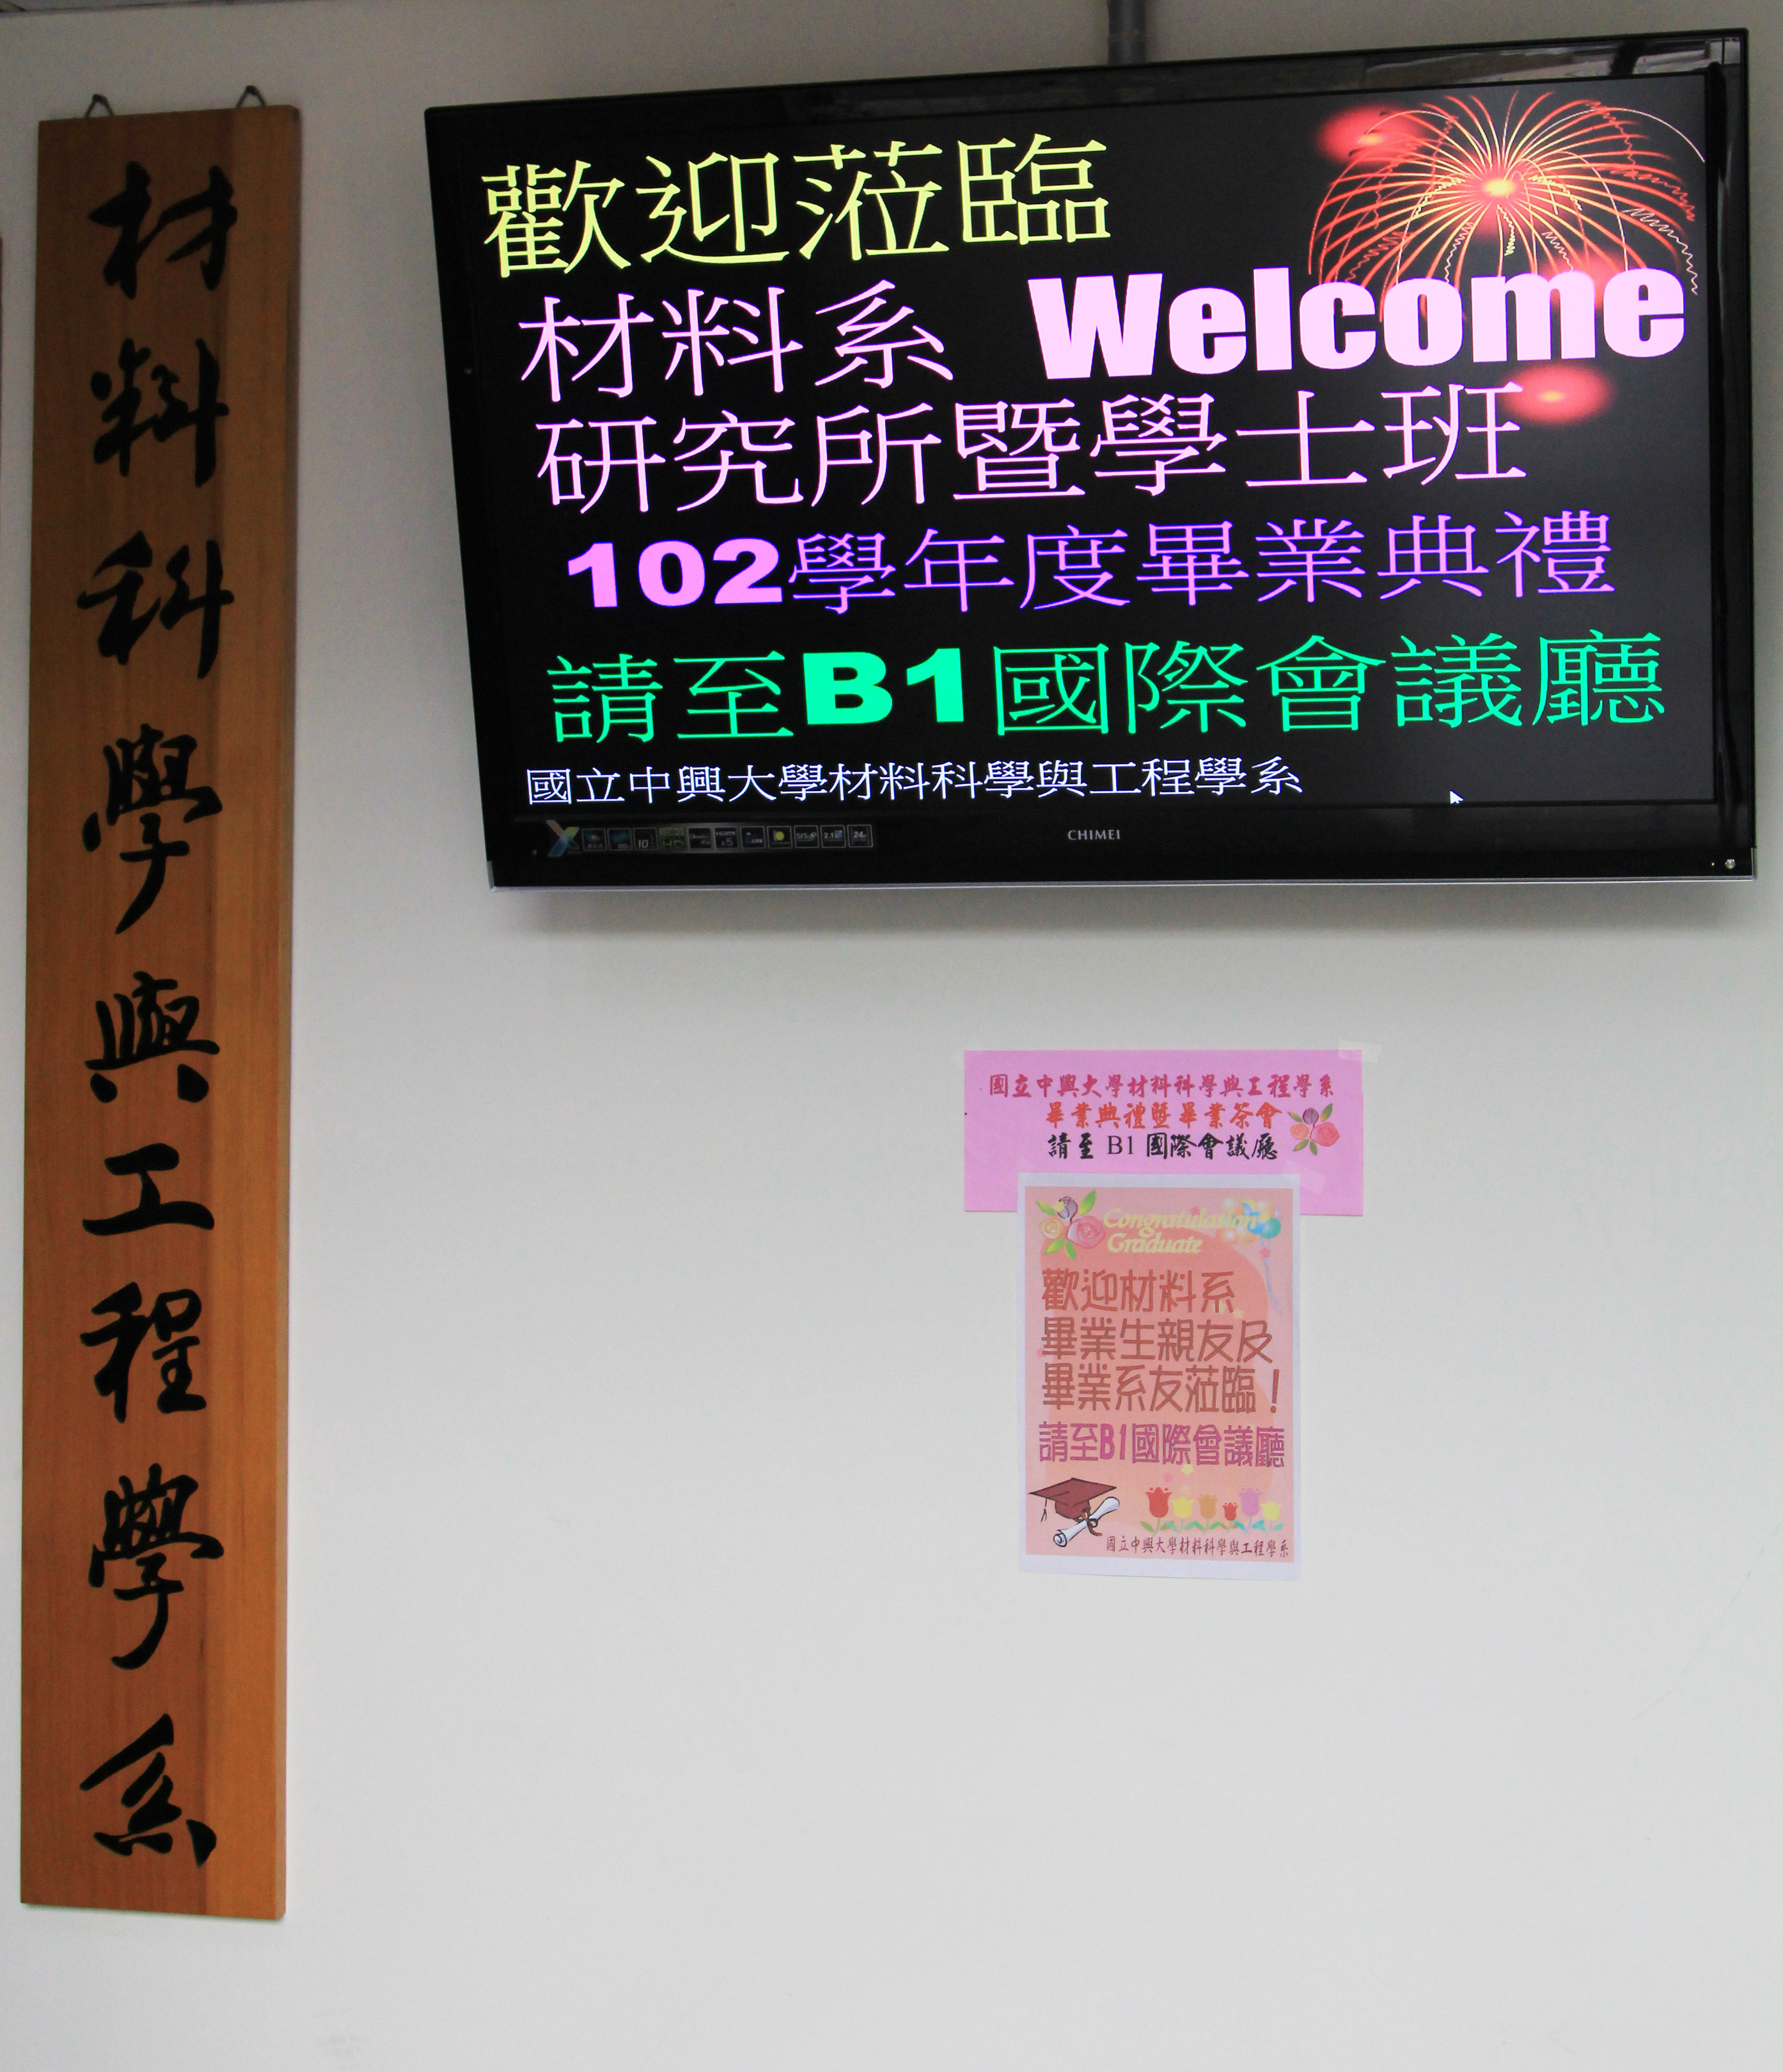 材料科學與工程學系
歡迎蒞臨
材料系 Welcome
研究所暨學士班
102學年度畢業典禮
請至B1國際會議廳
國立中興大學材料科學與工程學系
CHIMEI
國立中興大學材料科學與工程學系
畢業典禮暨畢業茶會
請至 B1 國際會議廳
Congratulation
Graduate
歡迎材料系
畢業生親友及
畢業系友蒞臨！
請至B1國際會議廳
國立中興大學材料科學與工程學系